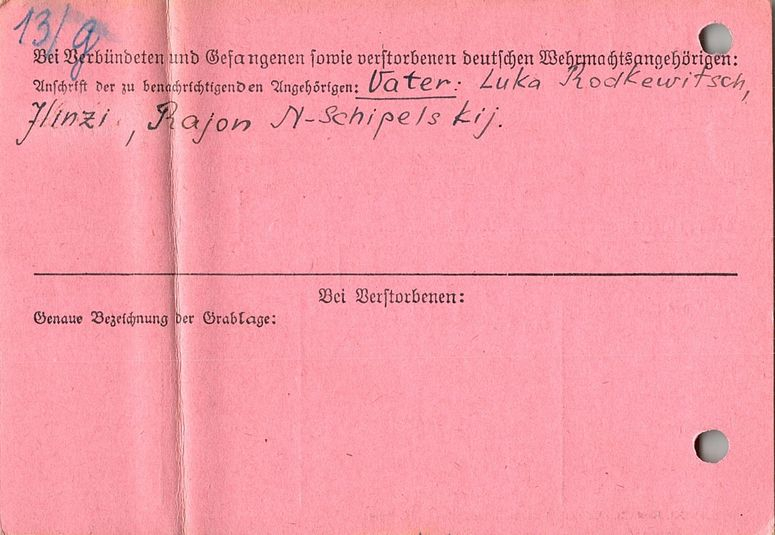 13/g
Bei Verbündeten und Gefangenen sowie verstorbenen deutschen Wehrmachtsangehörigen:
Anschrift der zu benachrichtigenden Angehörigen: Vater: Luka Rodkewitsch,
Ilinzi, Rajon N-Schipelskij.
Bei Verstorbenen:
Genaue Bezeichnung der Grablage: